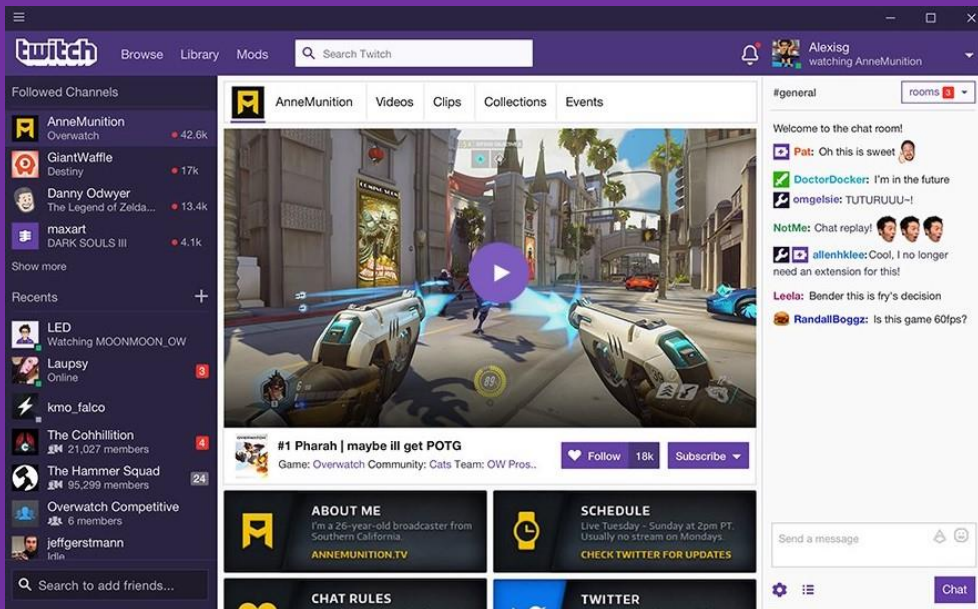 twitch
Browse
Library
Mods
Search Twitch
Alexisg
watching AnneMunition
Followed Channels
AnneMunition
Overwatch
42.6k
GiantWaffle
Destiny
17k
Danny Odwyer
The Legend of Zelda...
13.4k
maxart
DARK SOULS III
4.1k
Show more
Recents
LED
Watching MOONMOON_OW
Laupsy
Online
3
kmo_falco
The Cohhilition
21,027 members
4
The Hammer Squad
95,299 members
24
Overwatch Competitive
6 members
jeffgerstmann
Idle
Search to add friends...
AnneMunition
Videos
Clips
Collections
Events
COMING SOON
89
#1 Pharah | maybe ill get POTG
Game: Overwatch Community: Cats Team: OW Pros..
Follow
18k
Subscribe
ABOUT ME
I'm a 26-year-old broadcaster from
Southern California.
ANNEMUNITION.TV
SCHEDULE
Live Tuesday - Sunday at 2pm PT.
Usually no stream on Mondays.
CHECK TWITTER FOR UPDATES
CHAT RULES
TWITTER
#general
rooms 3
Welcome to the chat room!
Pat: Oh this is sweet
DoctorDocker: I'm in the future
omgelsie: TUTURUUU~!
NotMe: Chat replay!
allenhklee: Cool, I no longer
need an extension for this!
Leela: Bender this is fry's decision
RandallBoggz: Is this game 60fps?
Send a message
Chat